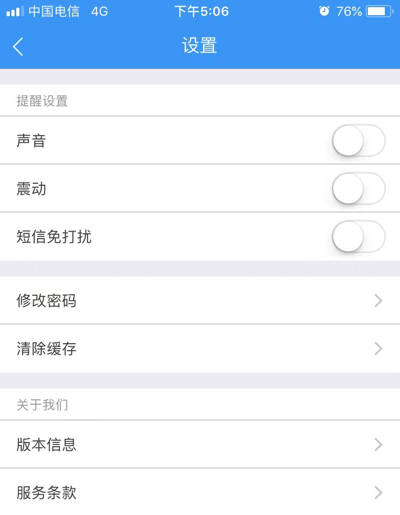 中国电信 4G 下午5:06 76%
设置
提醒设置
声音
震动
短信免打扰
修改密码
清除缓存
关于我们
版本信息
服务条款